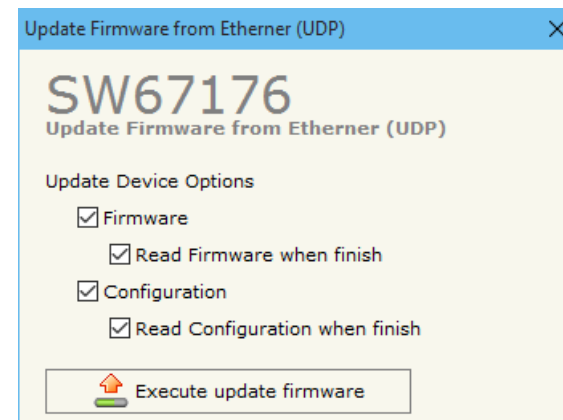 Update Firmware from Etherner (UDP)
SW67176
Update Firmware from Etherner (UDP)
Update Device Options
Firmware
Read Firmware when finish
Configuration
Read Configuration when finish
Execute update firmware